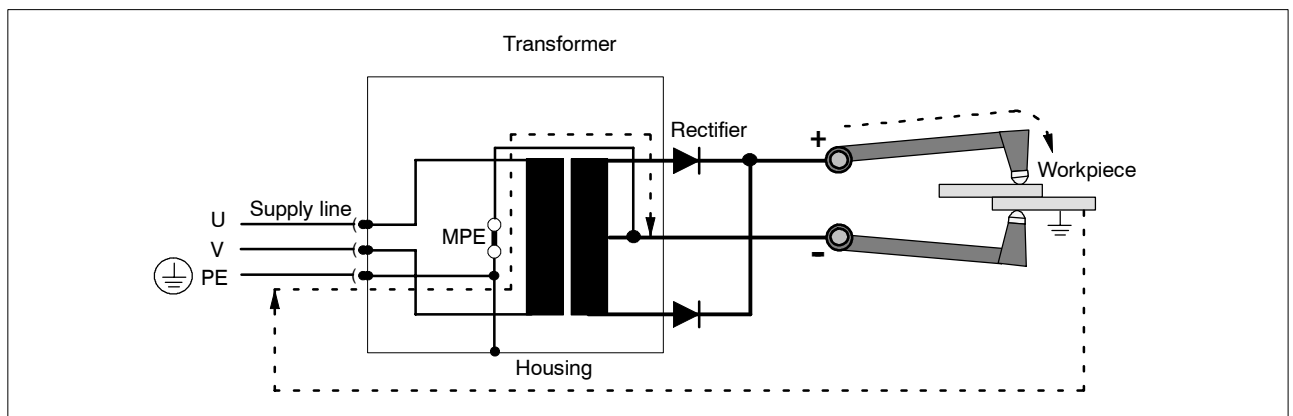 Transformer
Rectifier
+
Workpiece
Supply line
U
V
MPE
PE
-
Housing